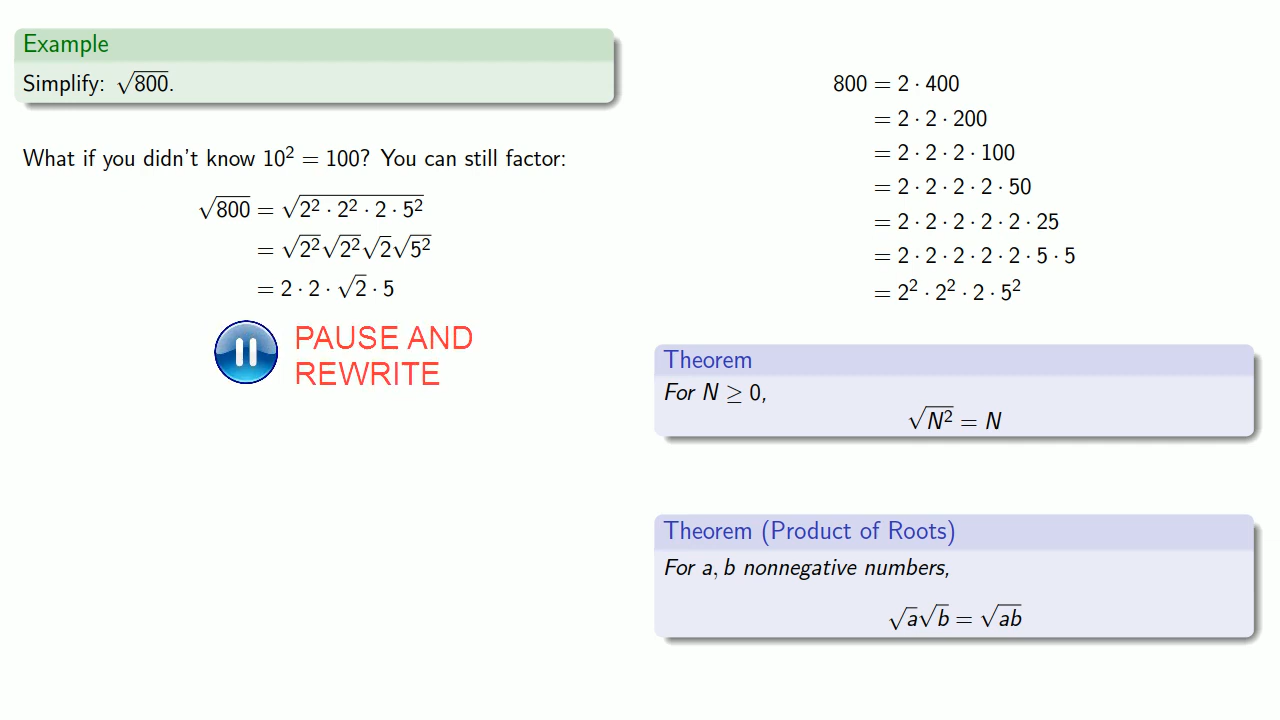 Example
Simplify: √800.
What if you didn't know 10² = 100? You can still factor:
√800 = √(2² · 2² · 2 · 5²)
= √2² √2² √2 √5²
= 2 · 2 · √2 · 5
PAUSE AND
REWRITE
800 = 2 · 400
= 2 · 2 · 200
= 2 · 2 · 2 · 100
= 2 · 2 · 2 · 2 · 50
= 2 · 2 · 2 · 2 · 2 · 25
= 2 · 2 · 2 · 2 · 2 · 5 · 5
= 2² · 2² · 2 · 5²
Theorem
For N ≥ 0,
√N² = N
Theorem (Product of Roots)
For a, b nonnegative numbers,
√a√b = √ab